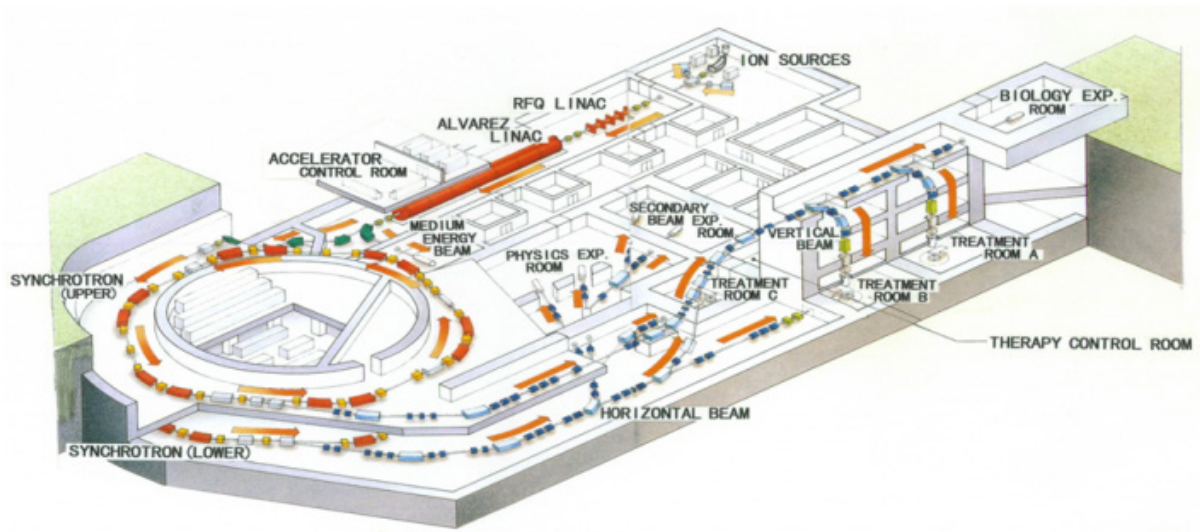 ION SOURCES
RFQ LINAC
ALVAREZ
LINAC
ACCELERATOR
CONTROL ROOM
BIOLOGY EXP.
ROOM
MEDIUM
ENERGY
BEAM
SECONDARY
BEAM EXP.
ROOM
PHYSICS EXP.
ROOM
VERTICAL
BEAM
TREATMENT
ROOM A
SYNCHROTRON
(UPPER)
TREATMENT
ROOM C
TREATMENT
ROOM B
THERAPY CONTROL ROOM
HORIZONTAL BEAM
SYNCHROTRON(LOWER)